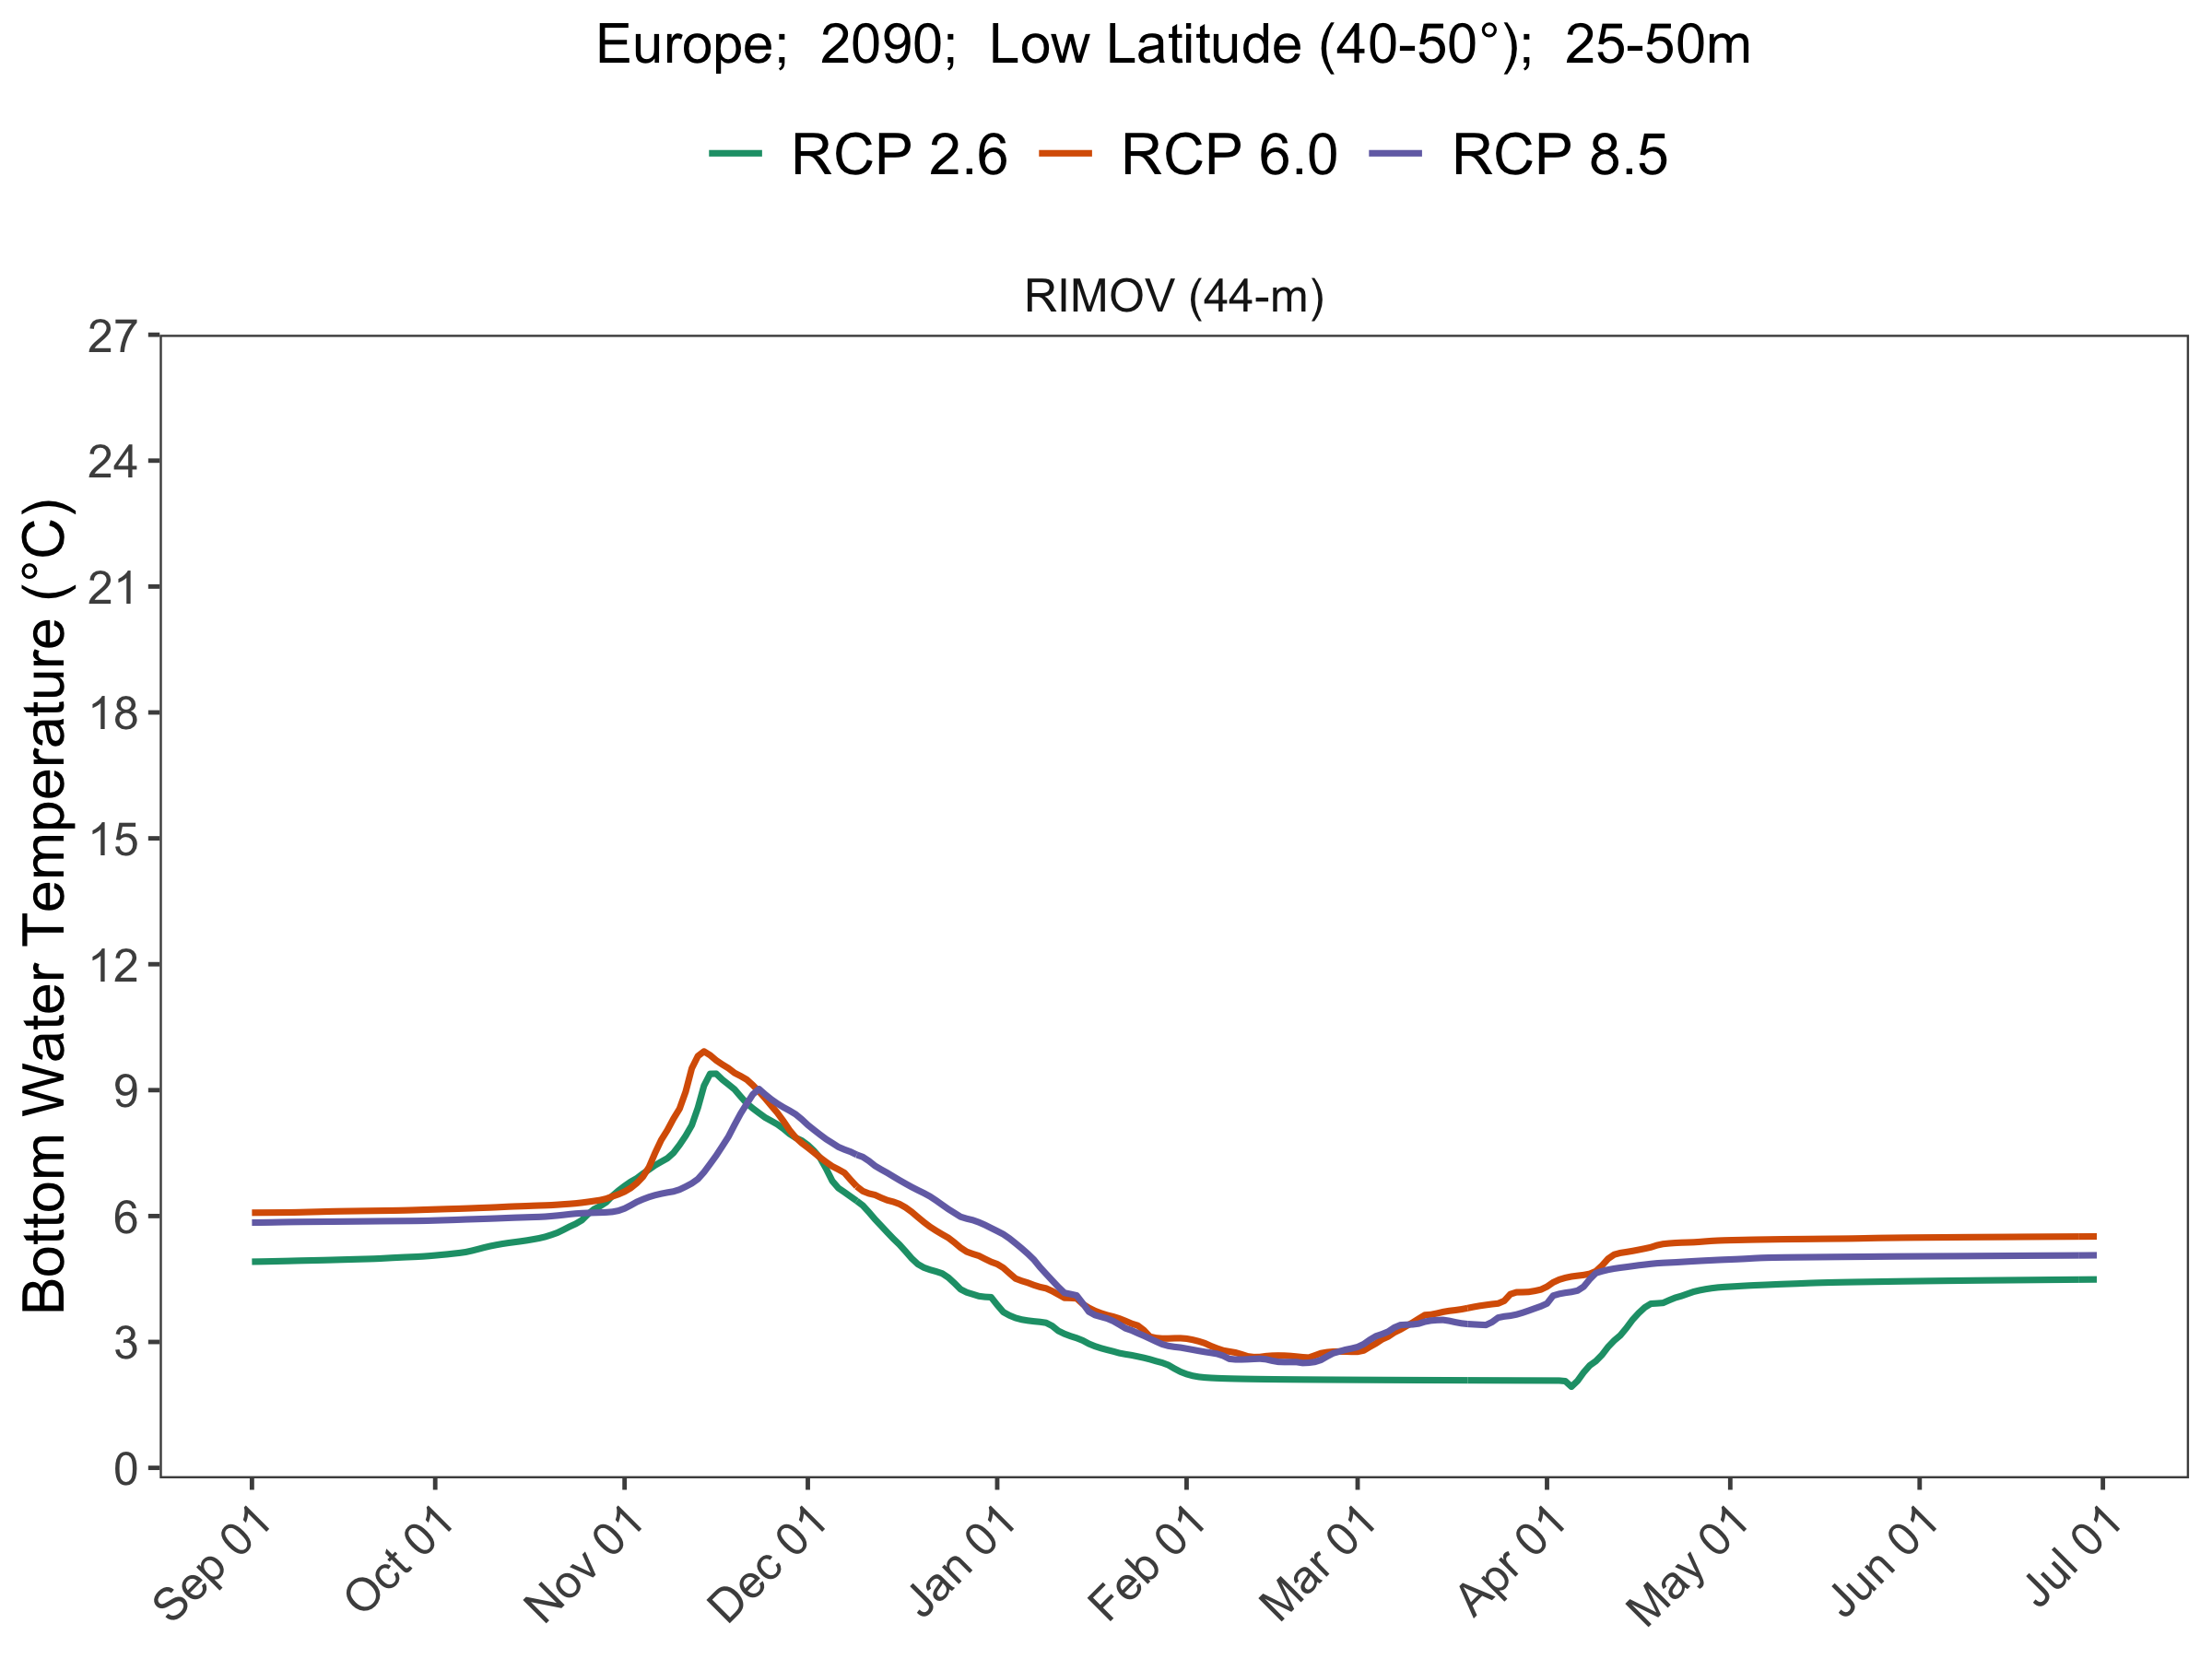 Europe;  2090;  Low Latitude (40-50°);  25-50m
RCP 2.6 RCP 6.0 RCP 8.5
RIMOV (44-m)
Bottom Water Temperature (°C)
27
24
21
18
15
12
9
6
3
0
Sep 01 Oct 01 Nov 01 Dec 01 Jan 01 Feb 01 Mar 01 Apr 01 May 01 Jun 01 Jul 01